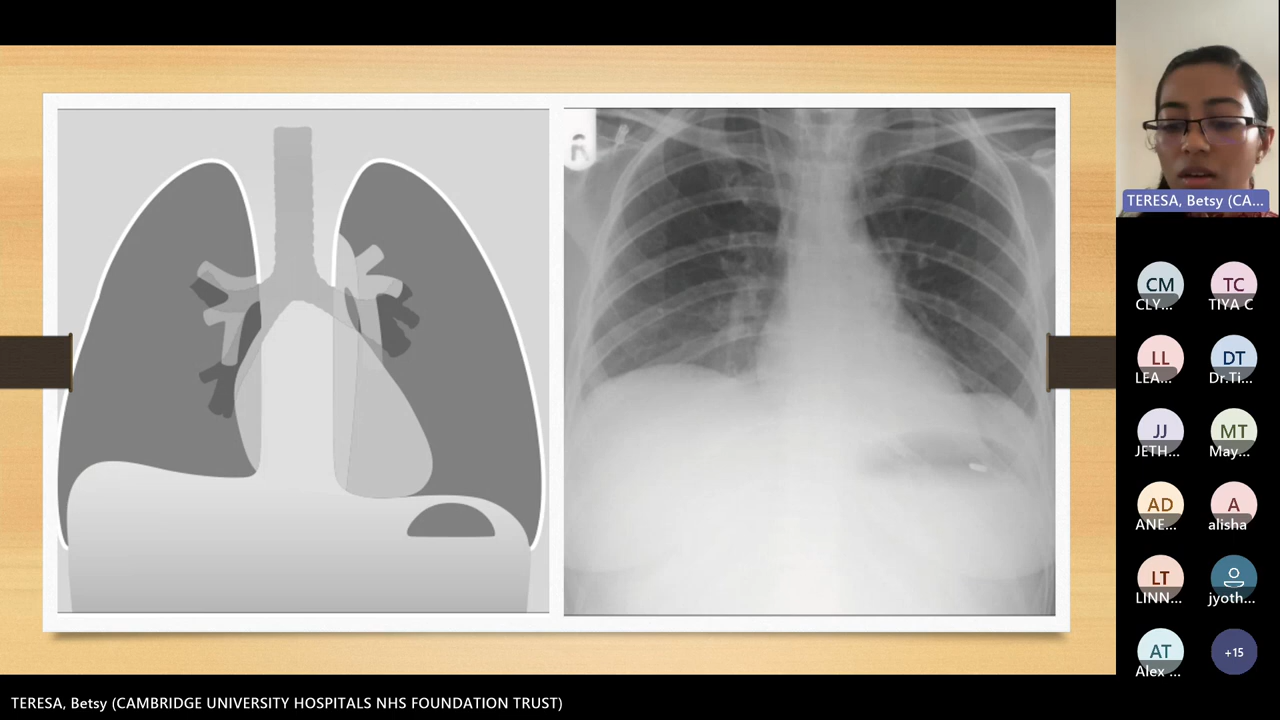 R
TERESA, Betsy (CA...
CM
TC
CLY...
TIYA C
LL
DT
LEA...
Dr.Ti...
JJ
MT
JETH...
May...
AD
A
ANE...
alisha
LT
LINN...
jyoth...
AT
+15
Alex ...
TERESA, Betsy (CAMBRIDGE UNIVERSITY HOSPITALS NHS FOUNDATION TRUST)